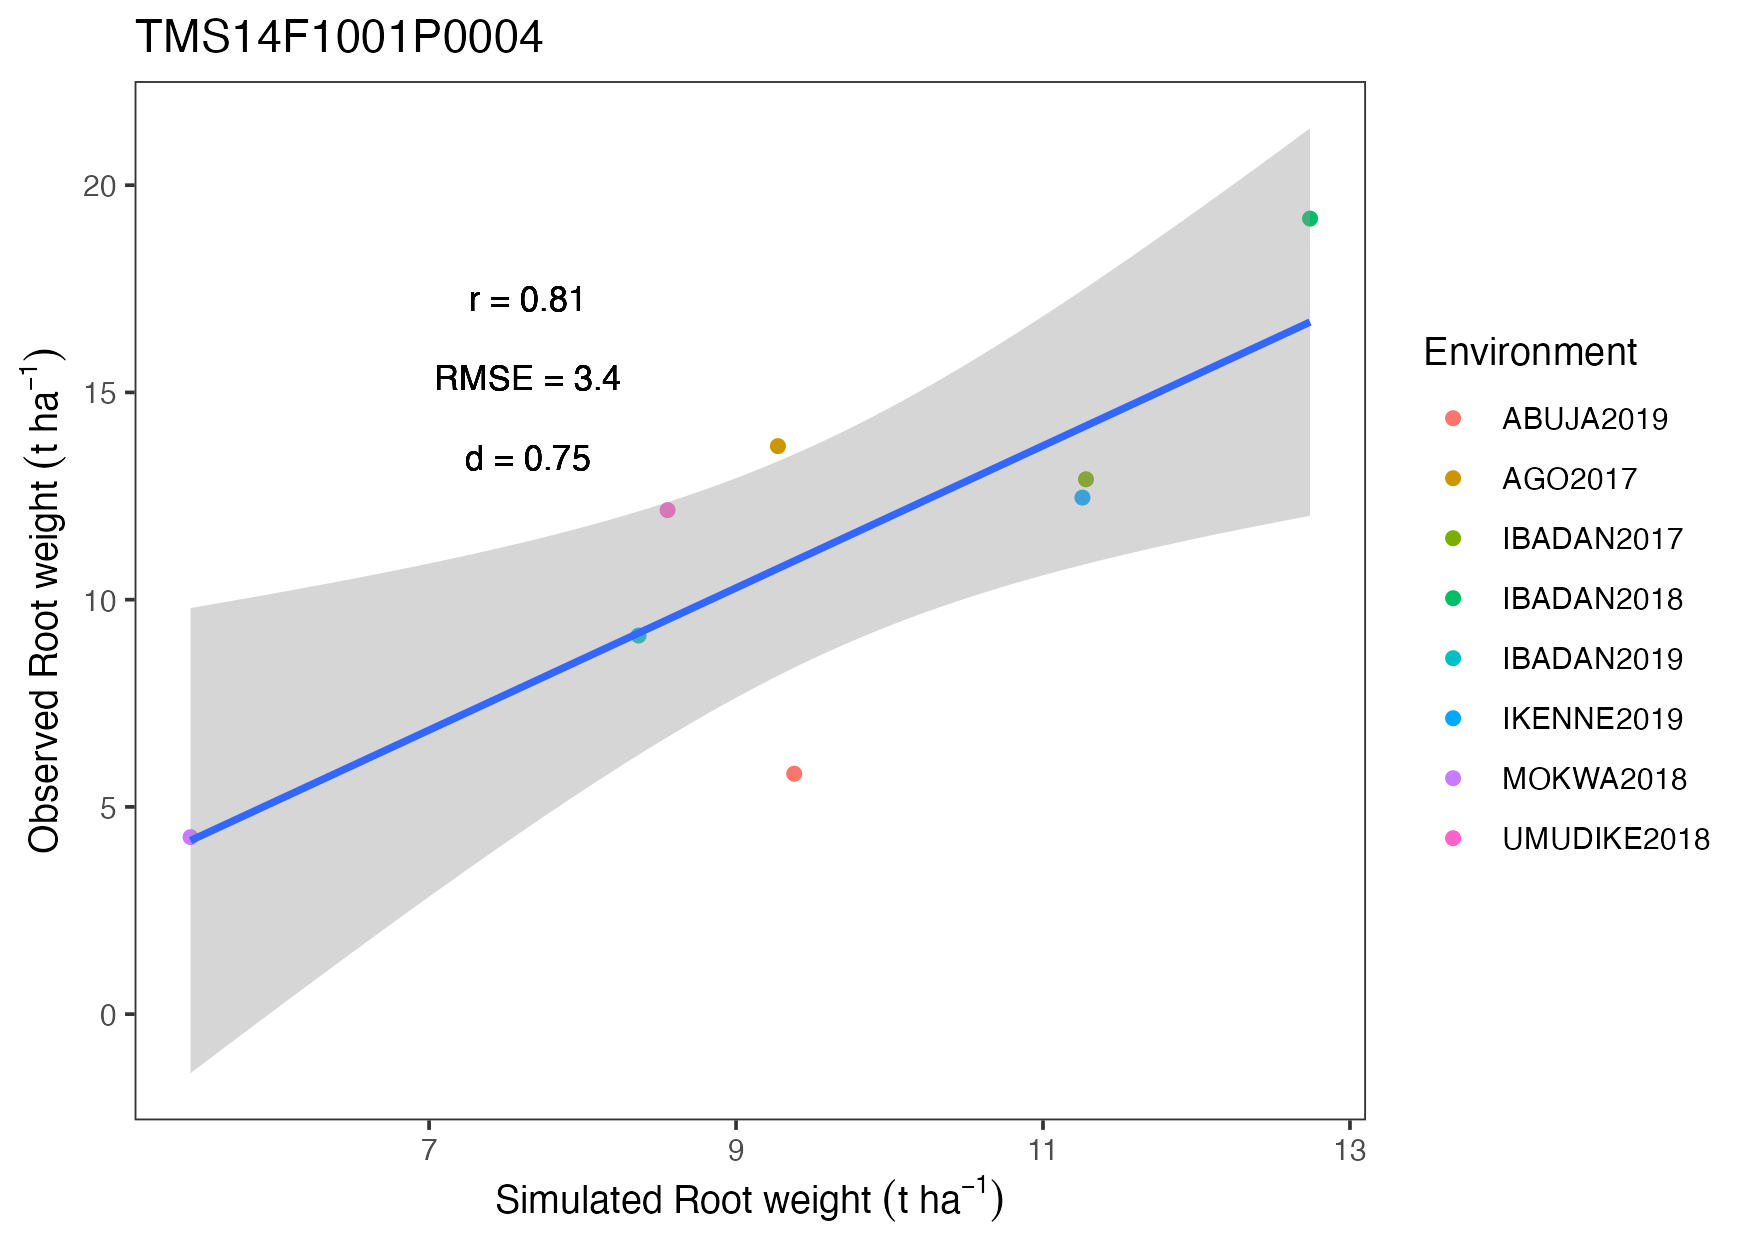 TMS14F1001P0004
20
15
10
5
0
Observed Root weight (t ha⁻¹)
r = 0.81
RMSE = 3.4
d = 0.75
7
9
11
13
Simulated Root weight (t ha⁻¹)
Environment
ABUJA2019
AGO2017
IBADAN2017
IBADAN2018
IBADAN2019
IKENNE2019
MOKWA2018
UMUDIKE2018